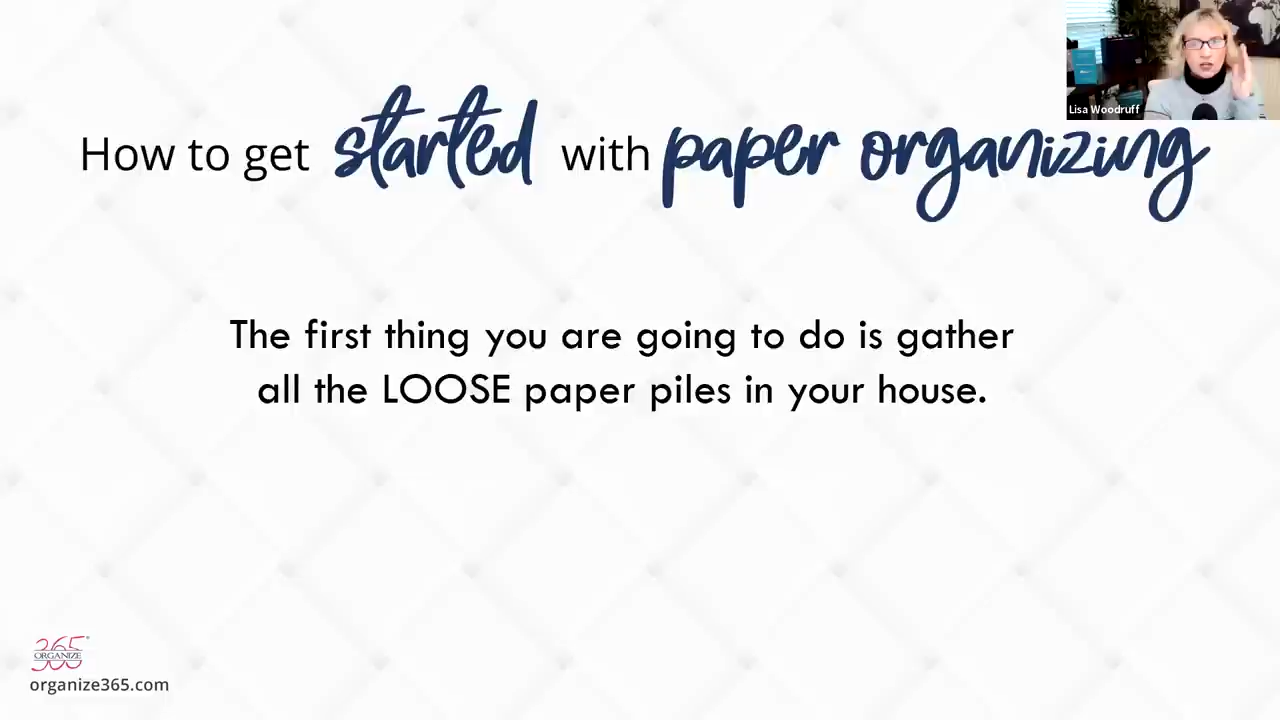 Lisa Woodruff
How to get started with paper organizing
The first thing you are going to do is gather
all the LOOSE paper piles in your house.
365®
ORGANIZE
organize365.com